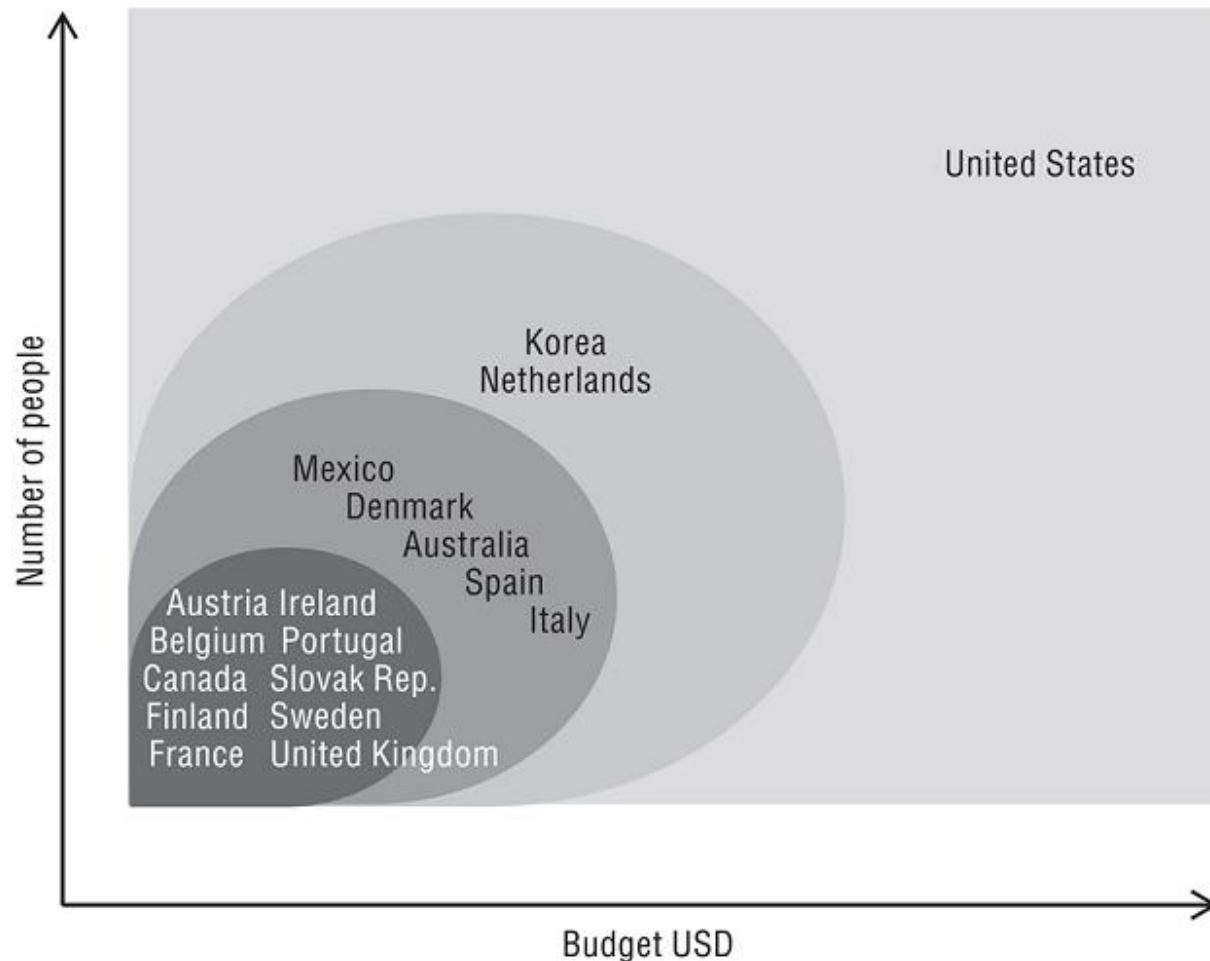 Number of people
United States
Korea
Netherlands
Mexico
Denmark
Australia
Spain
Italy
Austria Ireland
Belgium Portugal
Canada Slovak Rep.
Finland Sweden
France United Kingdom
Budget USD